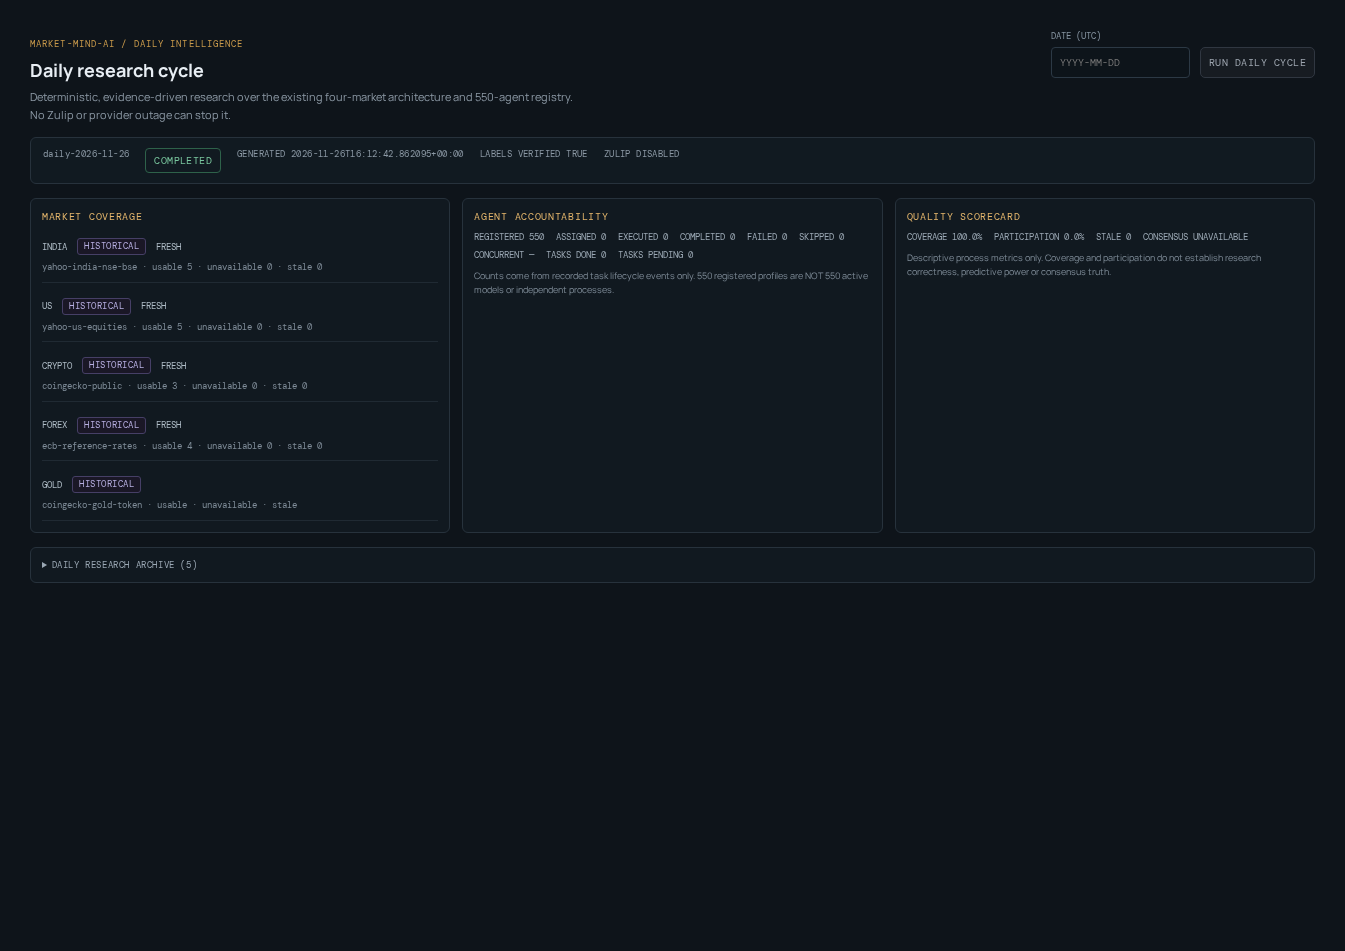 MARKET-MIND-AI / DAILY INTELLIGENCE
Daily research cycle
Deterministic, evidence-driven research over the existing four-market architecture and 550-agent registry.
No Zulip or provider outage can stop it.
DATE (UTC)
YYYY-MM-DD
RUN DAILY CYCLE
daily-2026-11-26 COMPLETED GENERATED 2026-11-26T16:12:42.862095+00:00 LABELS VERIFIED TRUE ZULIP DISABLED
MARKET COVERAGE
INDIA HISTORICAL FRESH
yahoo-india-nse-bse · usable 5 · unavailable 0 · stale 0
US HISTORICAL FRESH
yahoo-us-equities · usable 5 · unavailable 0 · stale 0
CRYPTO HISTORICAL FRESH
coingecko-public · usable 3 · unavailable 0 · stale 0
FOREX HISTORICAL FRESH
ecb-reference-rates · usable 4 · unavailable 0 · stale 0
GOLD HISTORICAL
coingecko-gold-token · usable · unavailable · stale
AGENT ACCOUNTABILITY
REGISTERED 550 ASSIGNED 0 EXECUTED 0 COMPLETED 0 FAILED 0 SKIPPED 0
CONCURRENT — TASKS DONE 0 TASKS PENDING 0
Counts come from recorded task lifecycle events only. 550 registered profiles are NOT 550 active
models or independent processes.
QUALITY SCORECARD
COVERAGE 100.0% PARTICIPATION 0.0% STALE 0 CONSENSUS UNAVAILABLE
Descriptive process metrics only. Coverage and participation do not establish research
correctness, predictive power or consensus truth.
DAILY RESEARCH ARCHIVE (5)